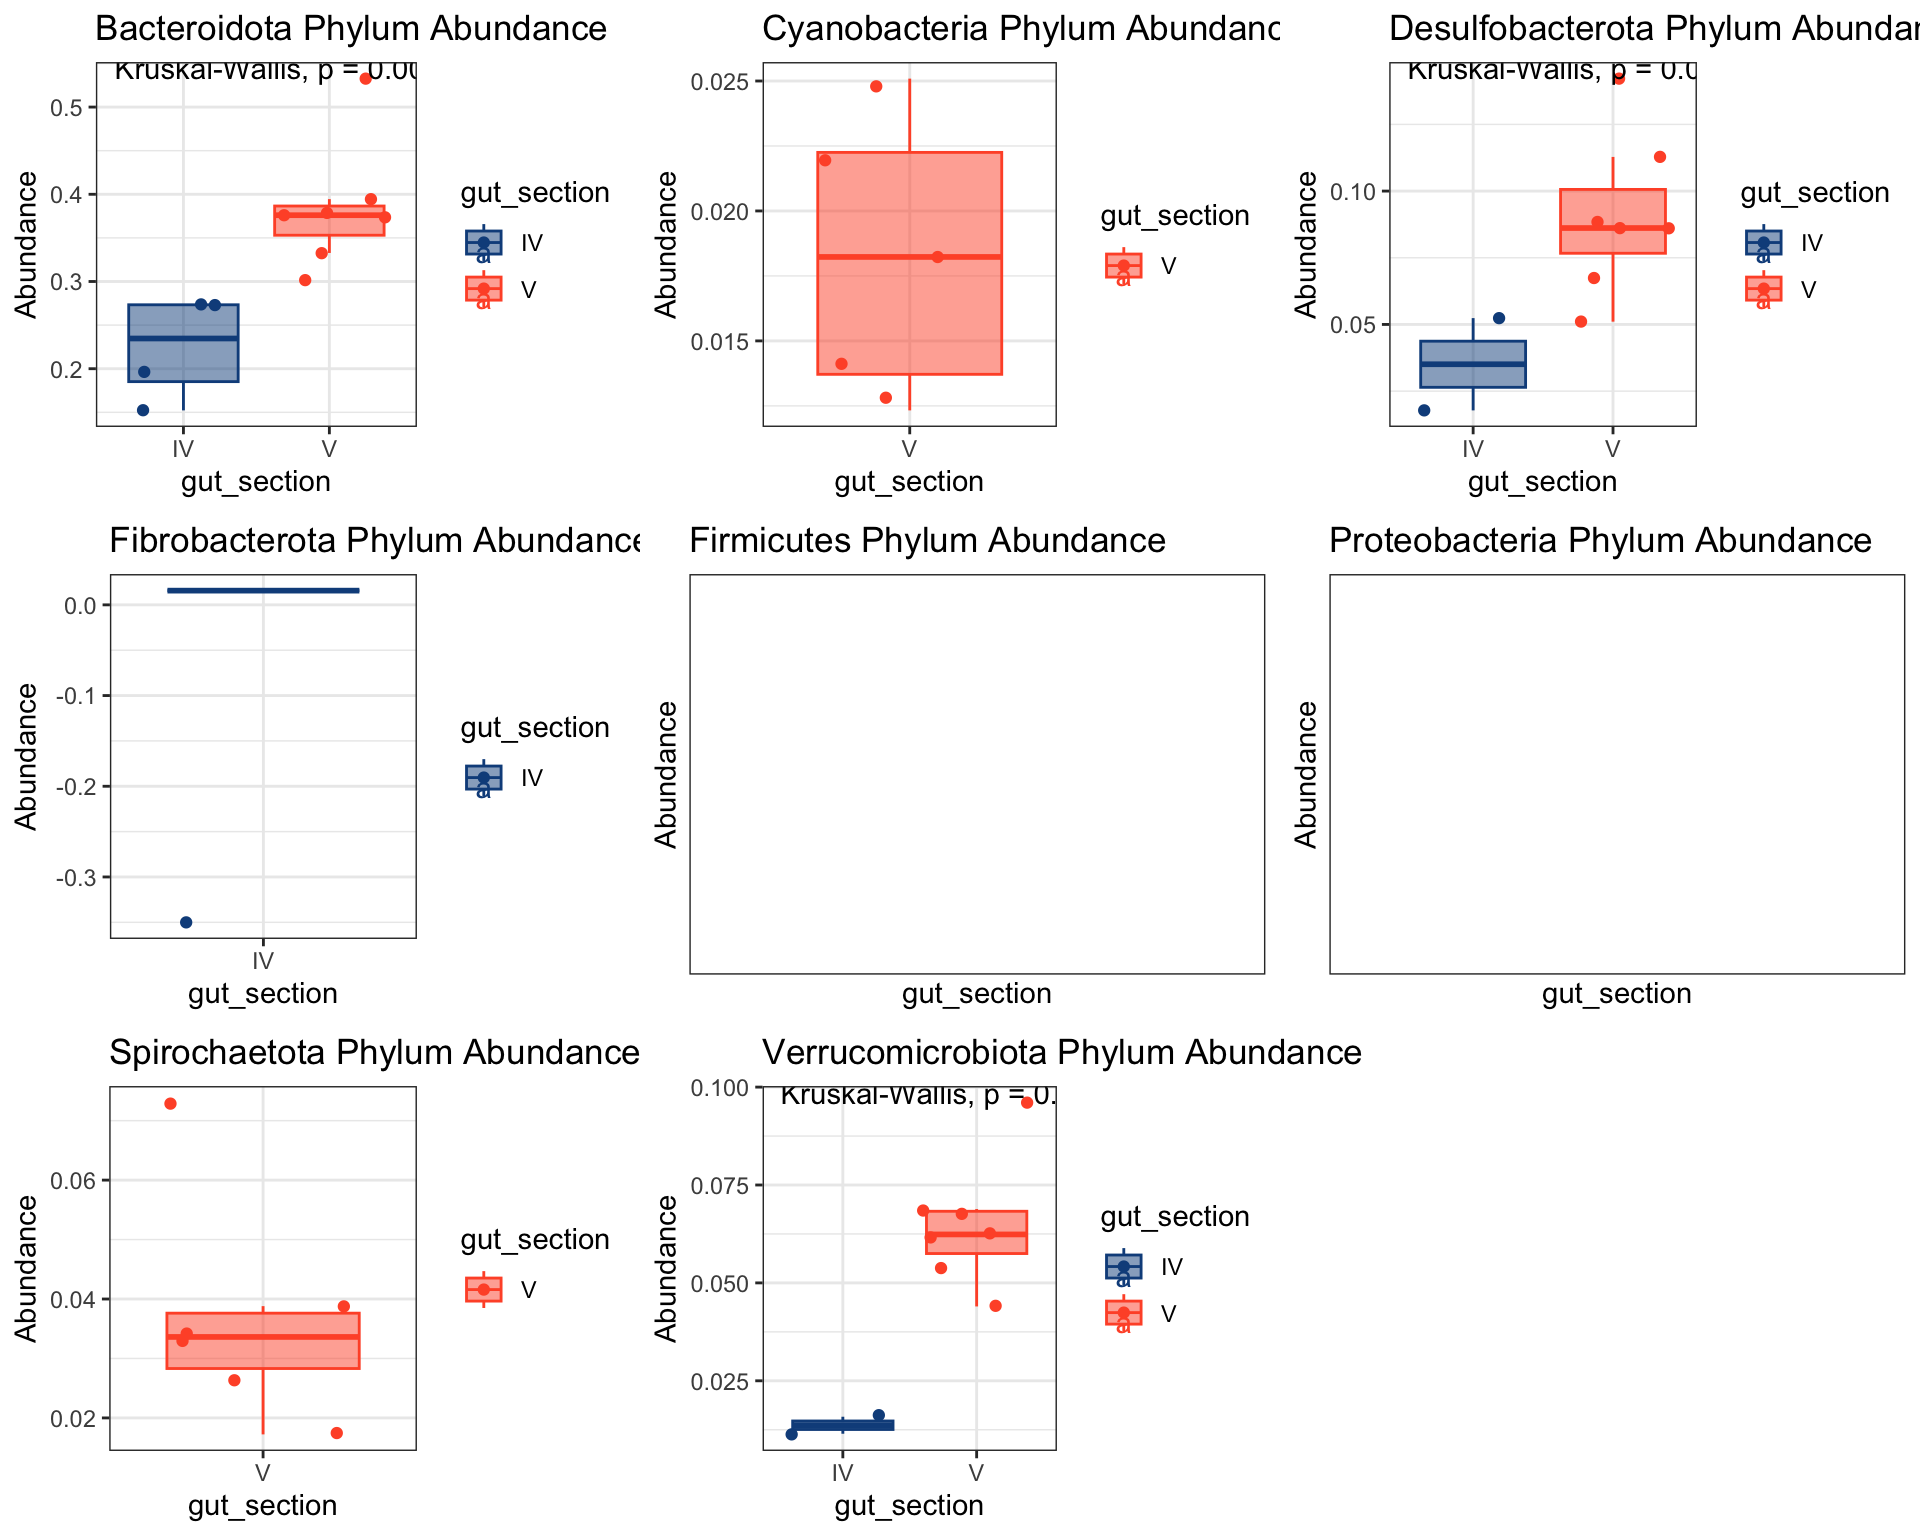 Bacteroidota Phylum Abundance
Kruskal-Wallis, p = 0.00
0.5
0.4
0.3
0.2
Abundance
IV
V
gut_section
gut_section
IV
V
Cyanobacteria Phylum Abundanc
0.025
0.020
0.015
Abundance
V
gut_section
gut_section
V
Desulfobacterota Phylum Abundar
Kruskal-Wallis, p = 0.0
0.10
0.05
Abundance
IV
V
gut_section
gut_section
IV
V
Fibrobacterota Phylum Abundance
0.0
-0.1
-0.2
-0.3
Abundance
IV
gut_section
gut_section
IV
Firmicutes Phylum Abundance
Abundance
gut_section
Proteobacteria Phylum Abundance
Abundance
gut_section
Spirochaetota Phylum Abundance
0.06
0.04
0.02
Abundance
V
gut_section
gut_section
V
Verrucomicrobiota Phylum Abundance
Kruskal-Wallis, p = 0.
0.100
0.075
0.050
0.025
Abundance
IV
V
gut_section
gut_section
IV
V